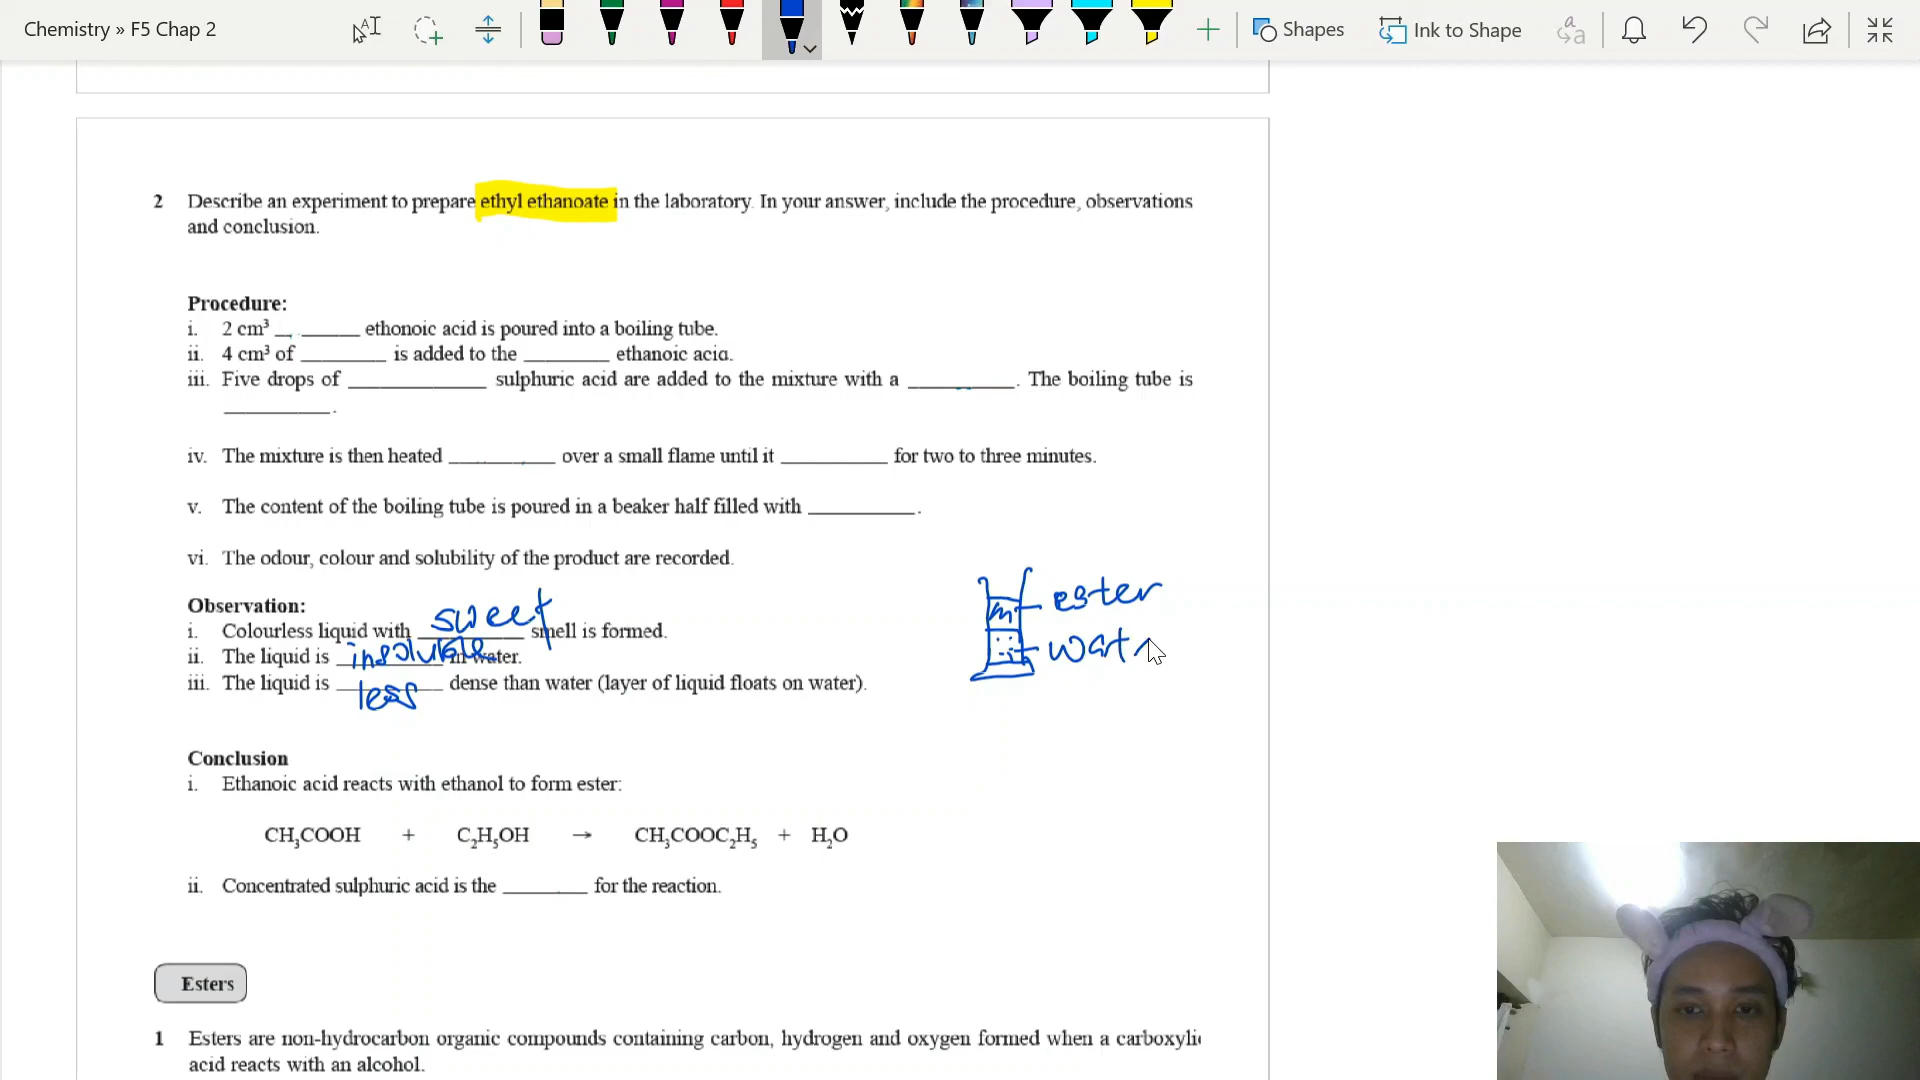 Chemistry » F5 Chap 2
Shapes
Ink to Shape
2 Describe an experiment to prepare ethyl ethanoate in the laboratory. In your answer, include the procedure, observations
and conclusion.
Procedure:
i. 2 cm³ __ ______ ethonoic acid is poured into a boiling tube.
ii. 4 cm³ of ________ is added to the ________ ethanoic acid.
iii. Five drops of _____________ sulphuric acid are added to the mixture with a __________. The boiling tube is
__________.
iv. The mixture is then heated __________ over a small flame until it __________ for two to three minutes.
v. The content of the boiling tube is poured in a beaker half filled with __________.
vi. The odour, colour and solubility of the product are recorded.
ester
Observation:
i. Colourless liquid with sweet smell is formed.
wat
ii. The liquid is insoluble in water.
iii. The liquid is less dense than water (layer of liquid floats on water).
Conclusion
i. Ethanoic acid reacts with ethanol to form ester:
CH₃COOH + C₂H₅OH → CH₃COOC₂H₅ + H₂O
ii. Concentrated sulphuric acid is the ________ for the reaction.
Esters
1 Esters are non-hydrocarbon organic compounds containing carbon, hydrogen and oxygen formed when a carboxyli
acid reacts with an alcohol.